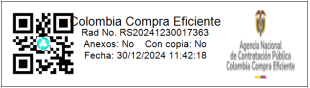 Colombia Compra Eficiente
Rad No. RS20241230017363
Anexos: No Con copia: No
Fecha: 30/12/2024 11:42:18
Agencia Nacional
de Contratación Pública
Colombia Compra Eficiente